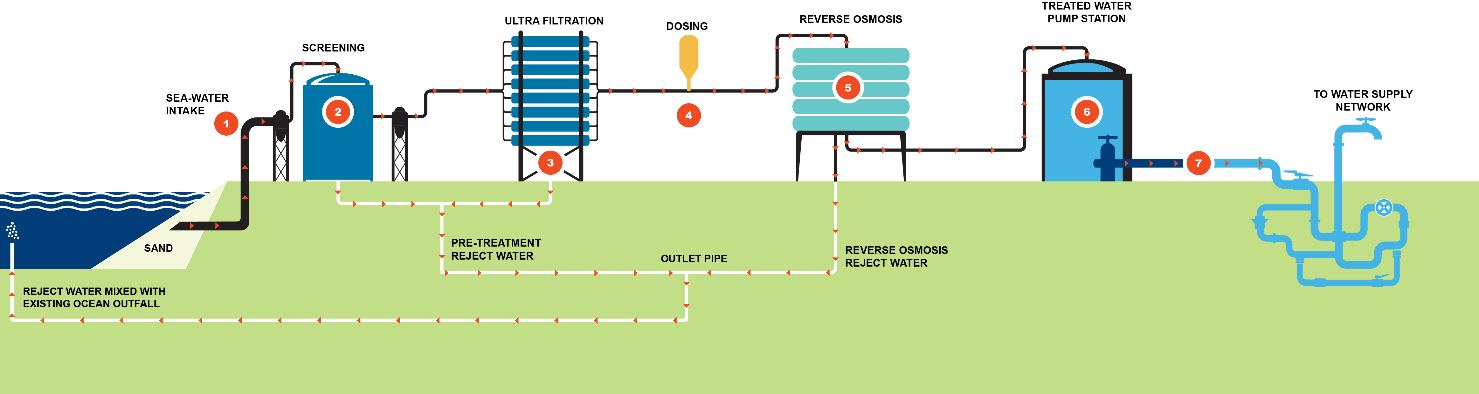 SEA-WATER
INTAKE
1
SCREENING
2
ULTRA FILTRATION
3
DOSING
4
REVERSE OSMOSIS
5
TREATED WATER
PUMP STATION
6
7
TO WATER SUPPLY
NETWORK
SAND
PRE-TREATMENT
REJECT WATER
OUTLET PIPE
REVERSE OSMOSIS
REJECT WATER
REJECT WATER MIXED WITH
EXISTING OCEAN OUTFALL